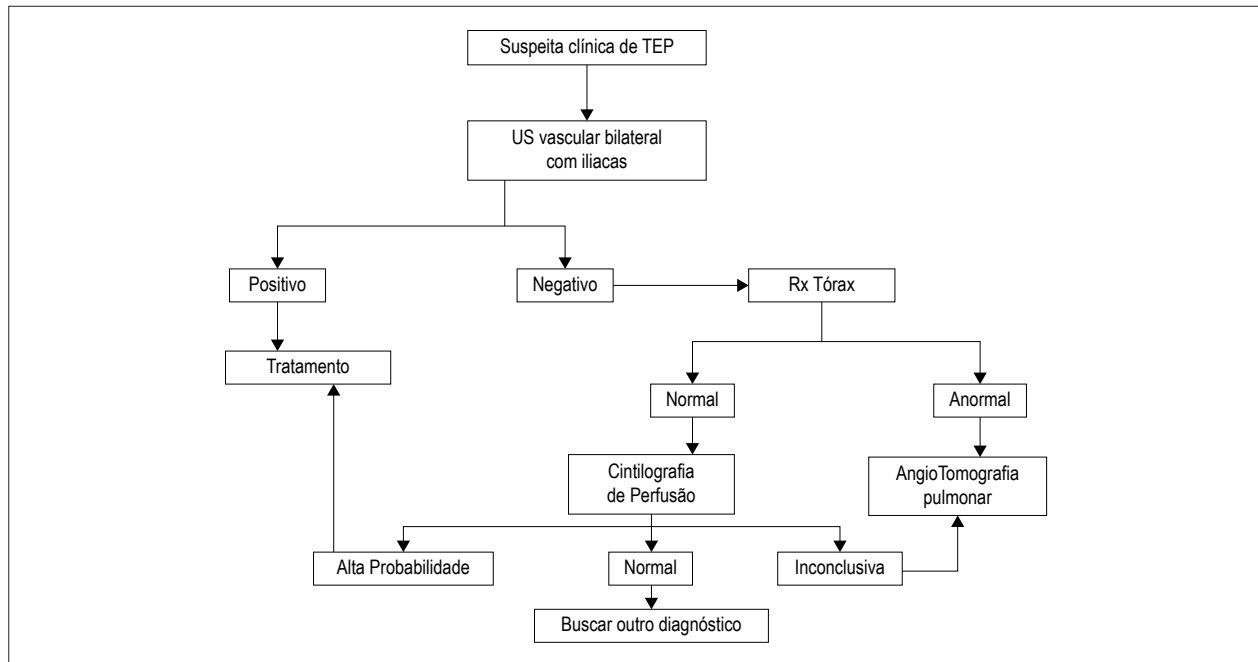 Suspeita clínica de TEP
US vascular bilateral
com iliacas
Positivo
Negativo
Rx Tórax
Tratamento
Normal
Anormal
Cintilografia
de Perfusão
AngioTomografia
pulmonar
Alta Probabilidade
Normal
Inconclusiva
Buscar outro diagnóstico